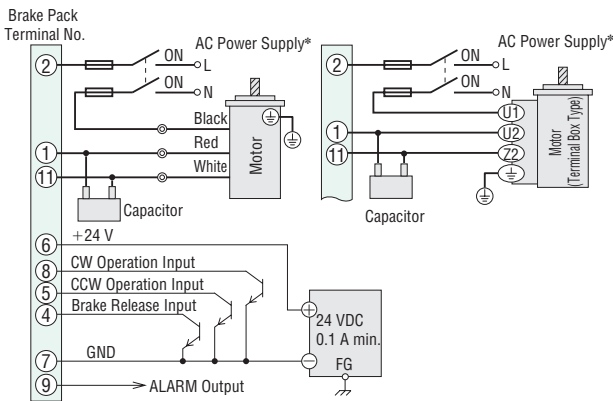 Brake Pack
Terminal No.
2
ON
L
AC Power Supply*
ON
N
Black
1
Red
11
White
Motor
Capacitor
2
ON
L
AC Power Supply*
ON
N
U1
1
U2
11
Z2
Motor
(Terminal Box Type)
Capacitor
6
+24 V
8
CW Operation Input
5
CCW Operation Input
4
Brake Release Input
7
GND
9
ALARM Output
+
24 VDC
0.1 A min.
−
FG